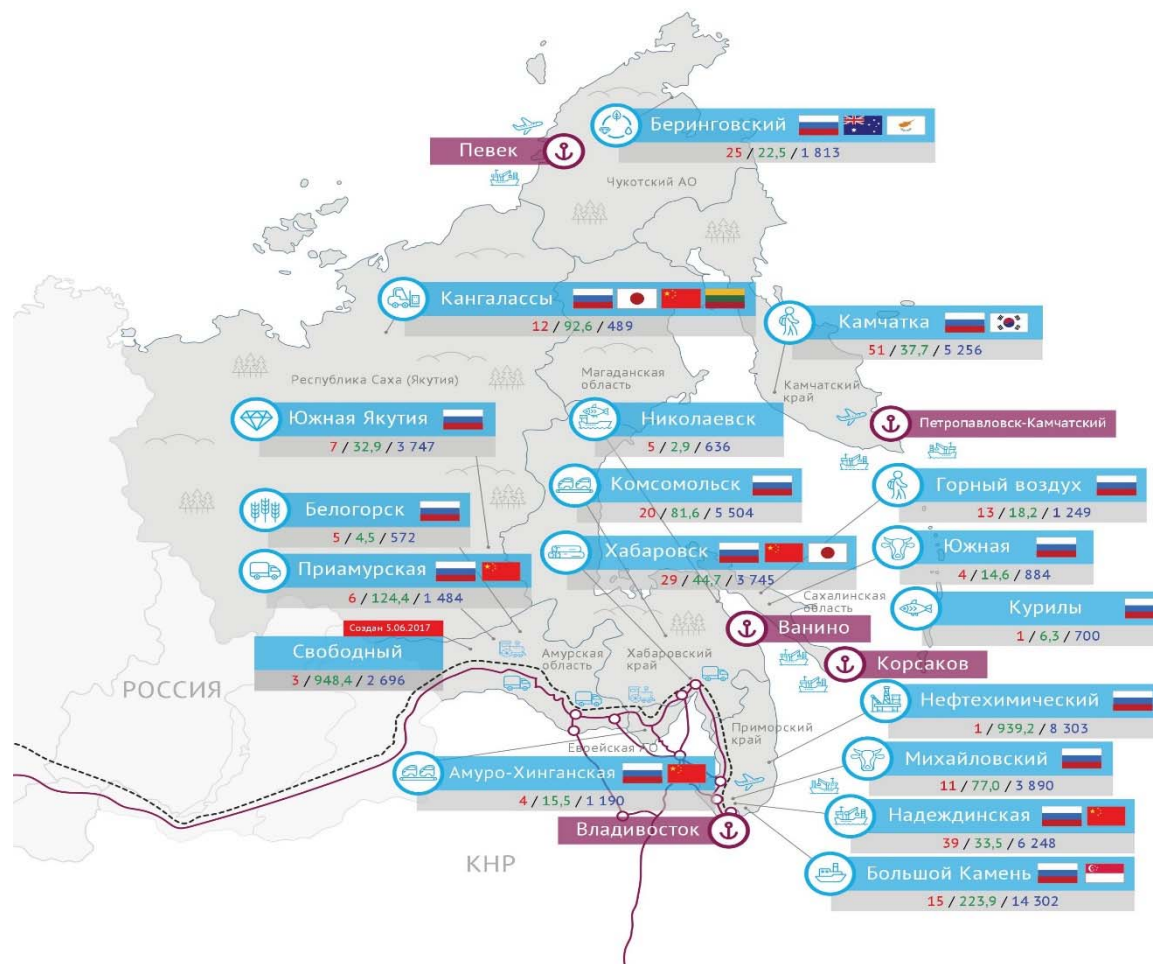 Беринговский
25 / 22,5 / 1 813
Певек
Чукотский АО
Кангалассы
12 / 92,6 / 489
Камчатка
51 / 37,7 / 5 256
Республика Саха (Якутия)
Магаданская
область
Камчатский
край
Южная Якутия
7 / 32,9 / 3 747
Николаевск
5 / 2,9 / 636
Петропавловск-Камчатский
Комсомольск
20 / 81,6 / 5 504
Горный воздух
13 / 18,2 / 1 249
Белогорск
5 / 4,5 / 572
Хабаровск
29 / 44,7 / 3 745
Южная
4 / 14,6 / 884
Приамурская
6 / 124,4 / 1 484
Сахалинская
область
Курилы
1 / 6,3 / 700
Создан 5.06.2017
Свободный
3 / 948,4 / 2 696
Ванино
Корсаков
Амурская
область
Хабаровский
край
РОССИЯ
Нефтехимический
1 / 939,2 / 8 303
Приморский
край
Еврейская АО
Михайловский
11 / 77,0 / 3 890
Амуро-Хинганская
4 / 15,5 / 1 190
Надеждинская
39 / 33,5 / 6 248
Владивосток
КНР
Большой Камень
15 / 223,9 / 14 302